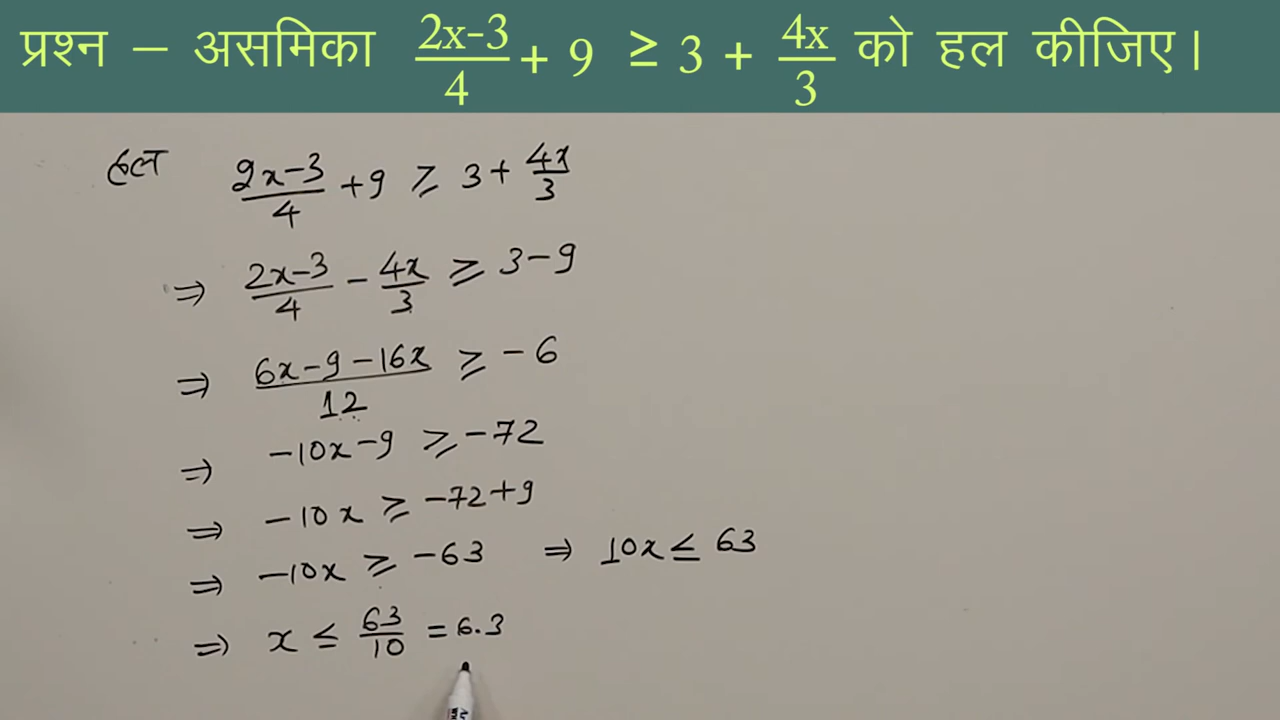 प्रश्न – असमिका (2x-3)/4 + 9 ≥ 3 + 4x/3 को हल कीजिए।
हल (2x-3)/4 + 9 ≥ 3 + 4x/3
⇒ (2x-3)/4 - 4x/3 ≥ 3-9
⇒ (6x-9-16x)/12 ≥ -6
⇒ -10x-9 ≥ -72
⇒ -10x ≥ -72+9
⇒ -10x ≥ -63 ⇒ 10x ≤ 63
⇒ x ≤ 63/10 = 6.3